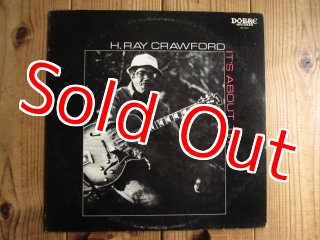 DOBRE
H. RAY CRAWFORD
IT'S ABOUT
Sold Out